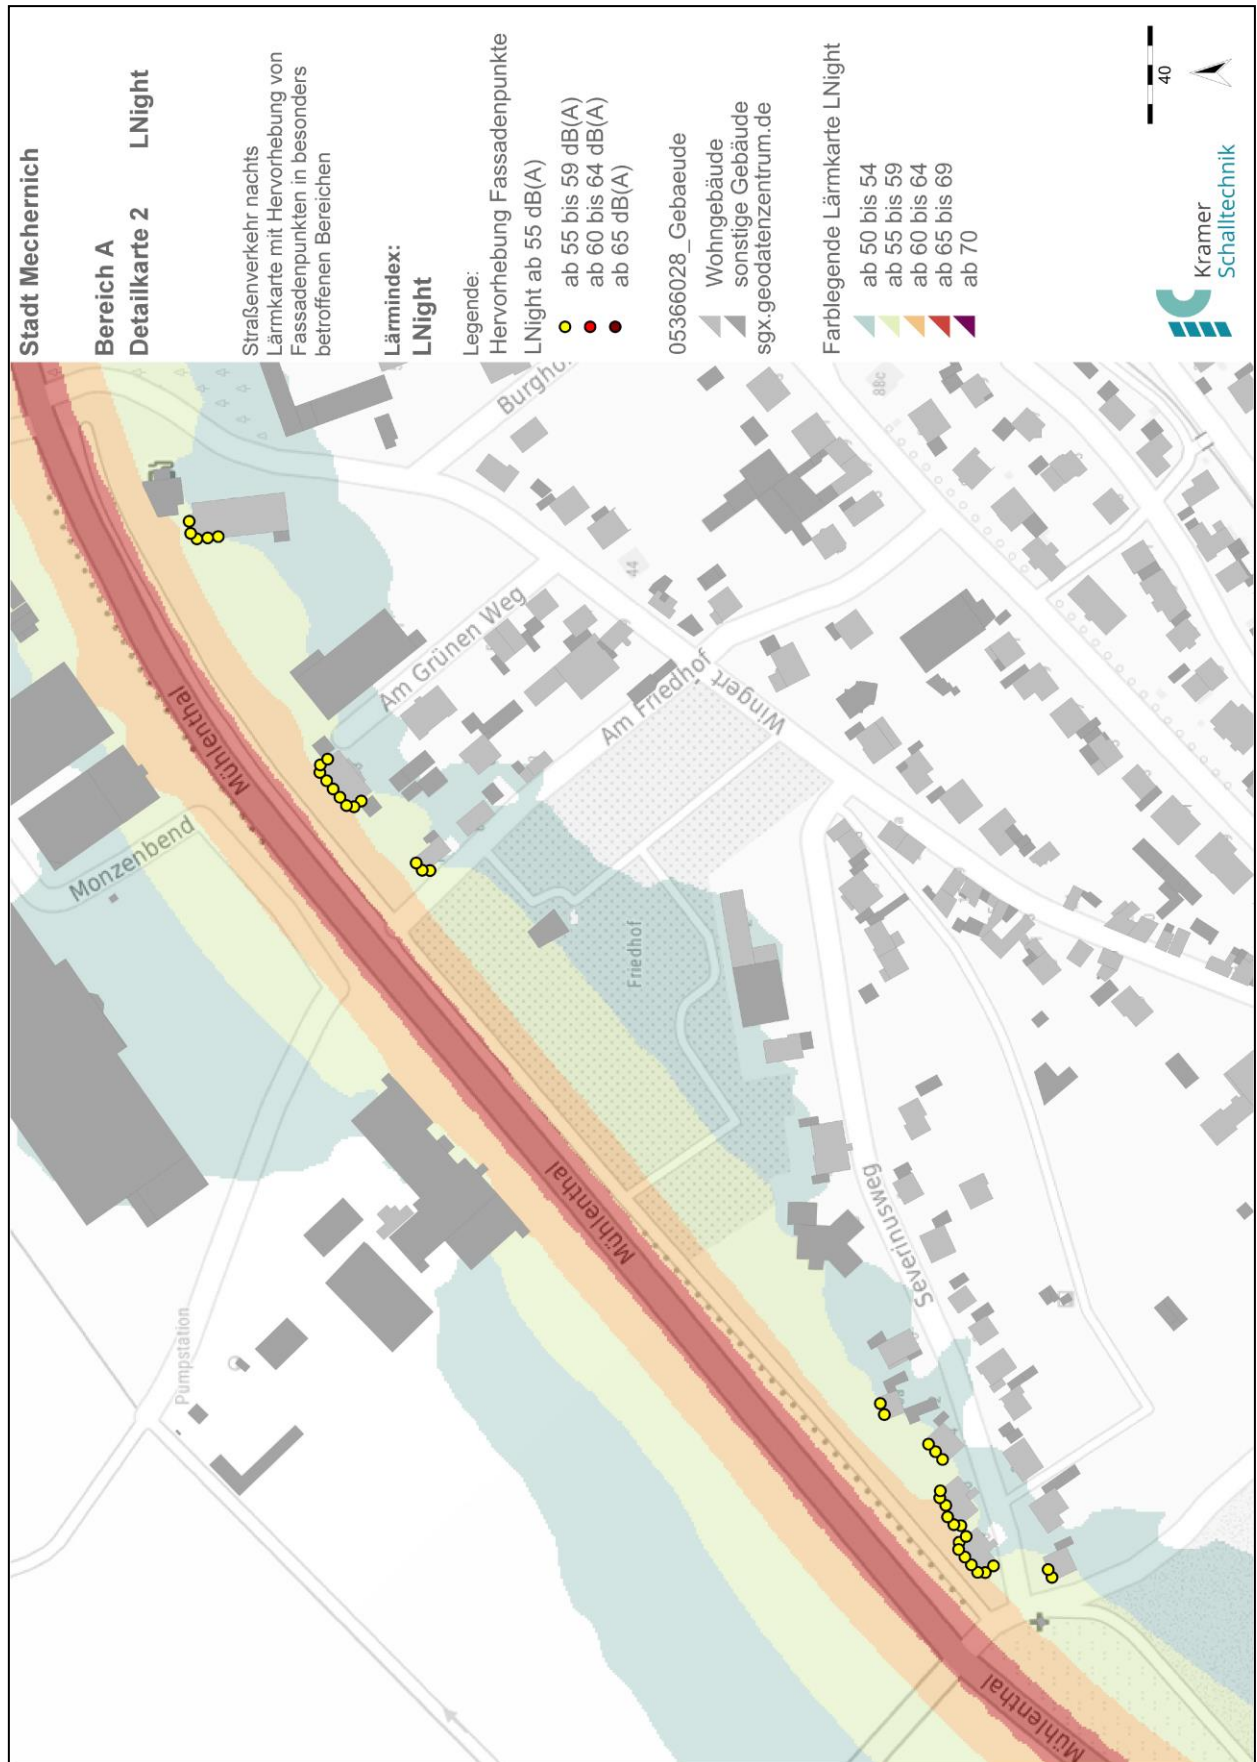 Stadt Mechernich
Bereich A
Detailkarte 2 LNight
Straßenverkehr nachts
Lärmkarte mit Hervorhebung von
Fassadenpunkten in besonders
betroffenen Bereichen
Lärmindex:
LNight
Legende:
Hervorhebung Fassadenpunkte
LNight ab 55 dB(A)
ab 55 bis 59 dB(A)
ab 60 bis 64 dB(A)
ab 65 dB(A)
05366028_Gebaeude
Wohngebäude
sonstige Gebäude
sgx.geodatenzentrum.de
Farblegende Lärmkarte LNight
ab 50 bis 54
ab 55 bis 59
ab 60 bis 64
ab 65 bis 69
ab 70
40
Kramer
Schalltechnik
Mühlenthal
Monzenbend
Am Grünen Weg
Am Friedhof
Wingert
44
88c
Friedhof
Mühlenthal
Pumpstation
Severinusweg
Mühlenthal